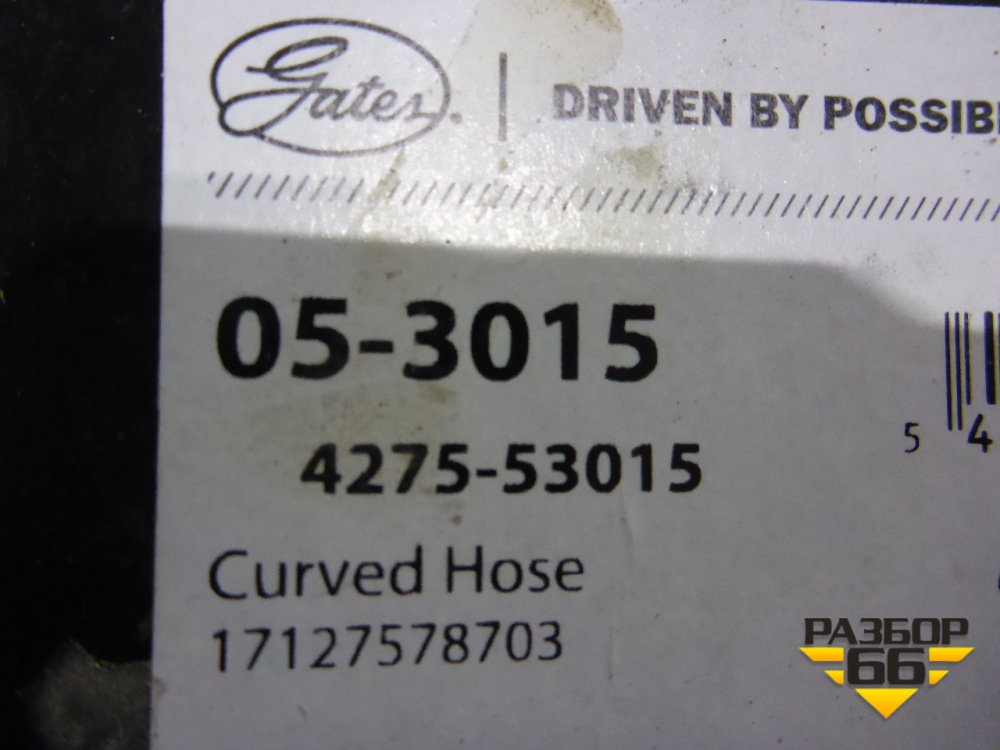 Gates.
DRIVEN BY POSSIB
05-3015
4275-53015
5 4
Curved Hose
17127578703
РАЗБОР
66